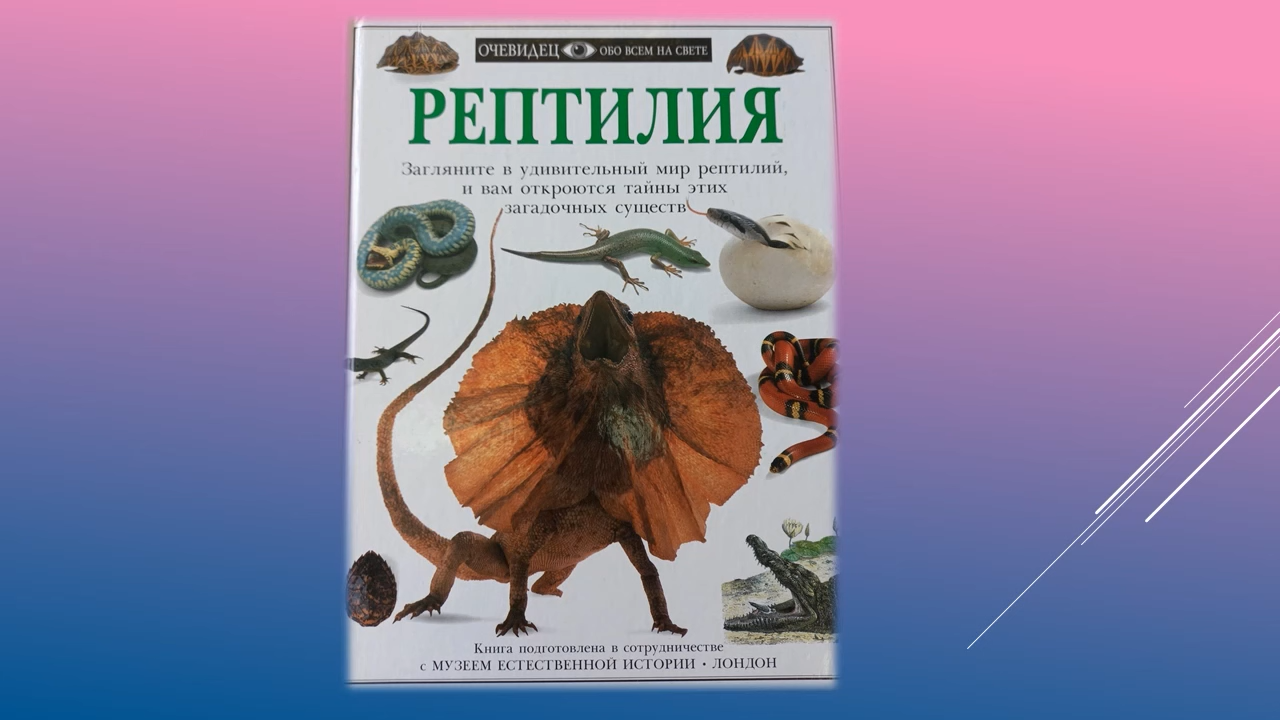 ОЧЕВИДЕЦ ОБО ВСЕМ НА СВЕТЕ
РЕПТИЛИЯ
Загляните в удивительный мир рептилий,
и вам откроются тайны этих
загадочных существ
Книга подготовлена в сотрудничестве
с МУЗЕЕМ ЕСТЕСТВЕННОЙ ИСТОРИИ • ЛОНДОН